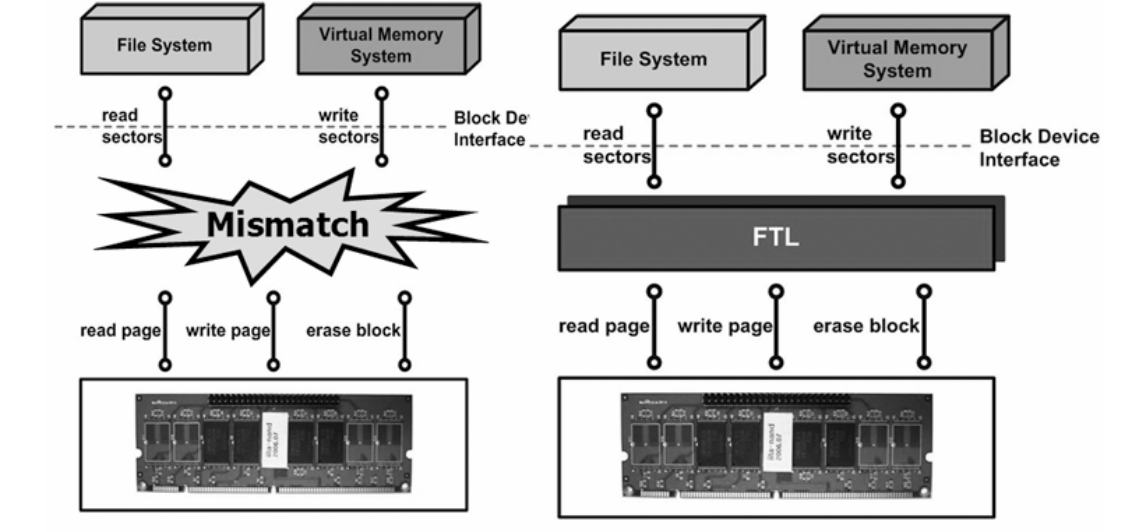 File System
Virtual Memory
System
read
sectors
write
sectors
Block De
Interface
Mismatch
read page
write page
erase block
File System
Virtual Memory
System
read
sectors
write
sectors
Block Device
Interface
FTL
read page
write page
erase block